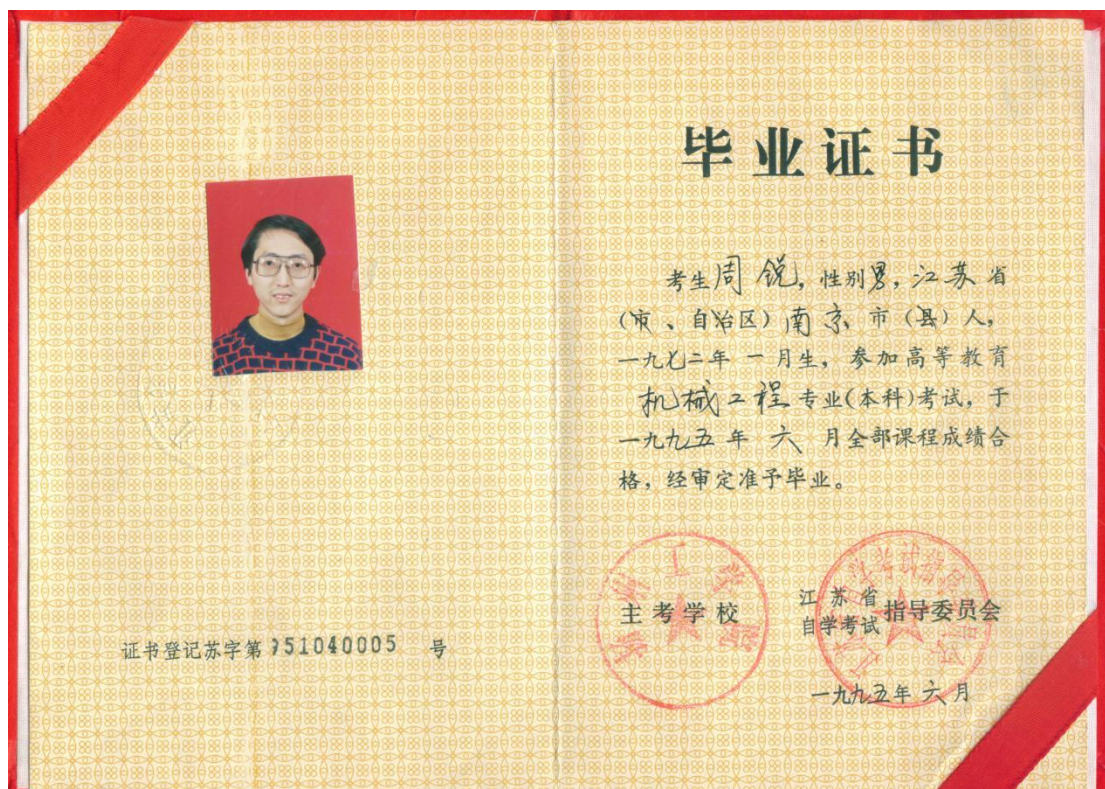 证书登记苏字第951040005 号
毕业证书
考生周锐,性别男,江苏省
(市、自治区)南京市(县)人,
一九七二年 一月生,参加高等教育
机械工程专业(本科)考试,于
一九九五年 六 月全部课程成绩合
格,经审定准予毕业。
主考学校
江苏省
自学考试 指导委员会
一九九五年六月